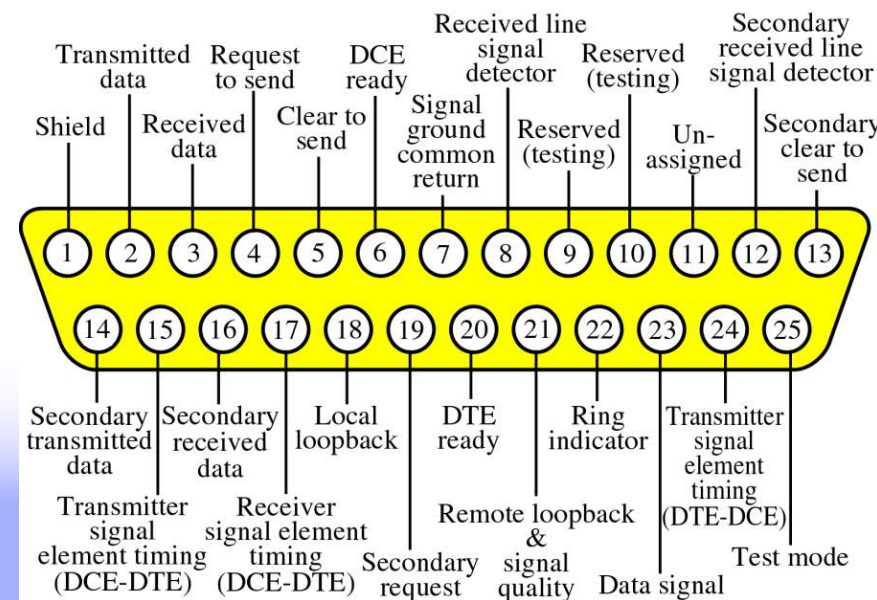 Shield
Transmitted
data
Received
data
Request
to send
Clear to
send
DCE
ready
Signal
ground
common
return
Received line
signal
detector
Reserved
(testing)
Reserved
(testing)
Un-
assigned
Secondary
received line
signal detector
Secondary
clear to
send
1 2 3 4 5 6 7 8 9 10 11 12 13
14 15 16 17 18 19 20 21 22 23 24 25
Secondary
transmitted
data
Transmitter
signal
element timing
(DCE-DTE)
Secondary
received
data
Receiver
signal element
timing
(DCE-DTE)
Local
loopback
Secondary
request
DTE
ready
Remote loopback
&
signal
quality
Ring
indicator
Data signal
Transmitter
signal
element
timing
(DTE-DCE)
Test mode